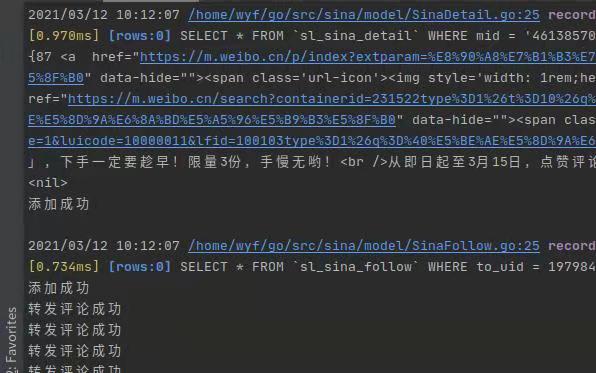 2021/03/12 10:12:07 /home/wyf/go/src/sina/model/SinaDetail.go:25 record
[0.970ms] [rows:0] SELECT * FROM `sl_sina_detail` WHERE mid = '46138570
{87 <a  href="https://m.weibo.cn/p/index?extparam=%E8%90%A8%E7%B1%B3%E7
5%8F%B0" data-hide=""><span class='url-icon'><img style='width: 1rem;he
ref="https://m.weibo.cn/search?containerid=231522type%3D1%26t%3D10%26q%
E%E5%8D%9A%E6%8A%BD%E5%A5%96%E5%B9%B3%E5%8F%B0" data-hide=""><span clas
e=1&luicode=10000011&lfid=100103type%3D1%26q%3D%40%E5%BE%AE%E5%8D%9A%E6
」，下手一定要趁早！限量3份，手慢无哟！<br />从即日起至3月15日，点赞评论
<nil>
添加成功
2021/03/12 10:12:07 /home/wyf/go/src/sina/model/SinaFollow.go:25 record
[0.734ms] [rows:0] SELECT * FROM `sl_sina_follow` WHERE to_uid = 197984
添加成功
转发评论成功
转发评论成功
转发评论成功
转发评论成功
Favorites